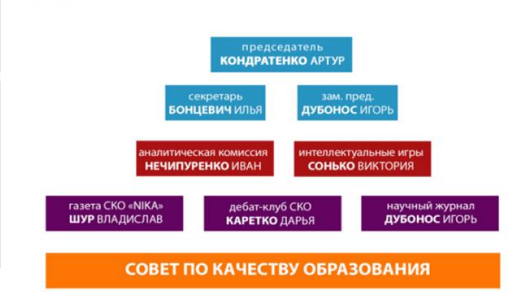 председатель
КОНДРАТЕНКО АРТУР
секретарь
БОНЦЕВИЧ ИЛЬЯ
зам. пред.
ДУБОНОС ИГОРЬ
аналитическая комиссия
НЕЧИПУРЕНКО ИВАН
интеллектуальные игры
СОНЬКО ВИКТОРИЯ
газета СКО «NIKA»
ШУР ВЛАДИСЛАВ
дебат-клуб СКО
КАРЕТКО ДАРЬЯ
научный журнал
ДУБОНОС ИГОРЬ
СОВЕТ ПО КАЧЕСТВУ ОБРАЗОВАНИЯ